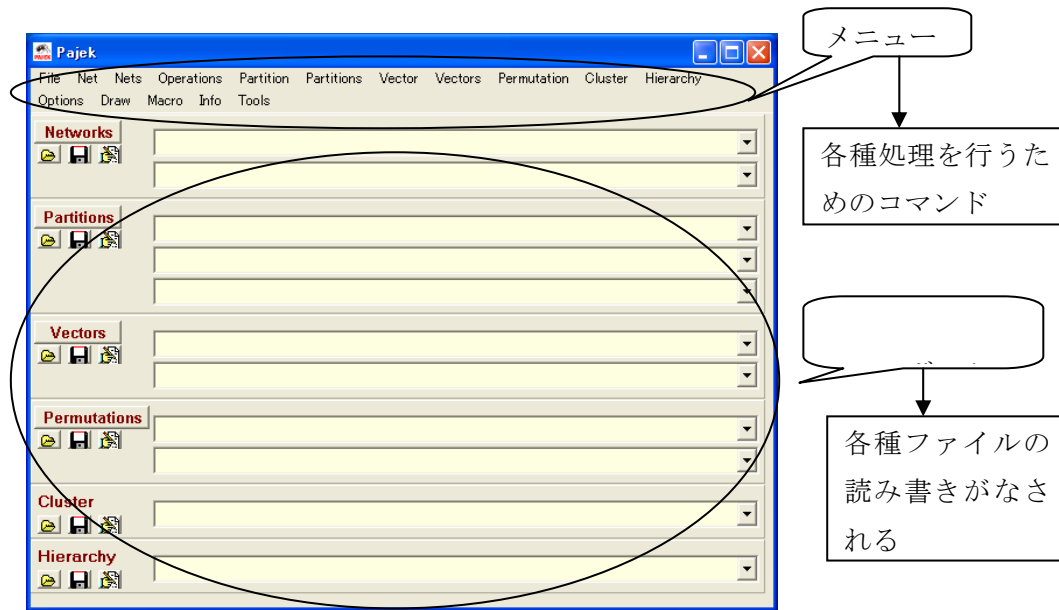 メニュー
Pajek
File Net Nets Operations Partition Partitions Vector Vectors Permutation Cluster Hierarchy
Options Draw Macro Info Tools
各種処理を行うた
めのコマンド
Networks
Partitions
Vectors
Permutations
Cluster
Hierarchy
各種ファイルの
読み書きがなさ
れる